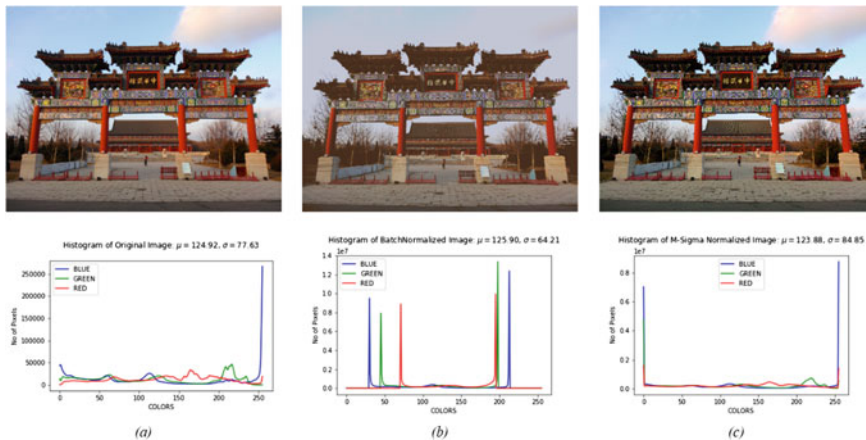 Histogram of Original Image: μ = 124.92, σ = 77.63
No of Pixels
250000
200000
150000
100000
50000
0
BLUE
GREEN
RED
0 50 100 150 200 250
COLORS
(a)
Histogram of BatchNormalized Image: μ = 125.90, σ = 64.21
1e7
No of Pixels
1.4
1.2
1.0
0.8
0.6
0.4
0.2
0.0
BLUE
GREEN
RED
0 50 100 150 200 250
COLORS
(b)
Histogram of M-Sigma Normalized Image: μ = 123.88, σ = 84.85
1e7
No of Pixels
0.8
0.6
0.4
0.2
0.0
BLUE
GREEN
RED
0 50 100 150 200 250
COLORS
(c)